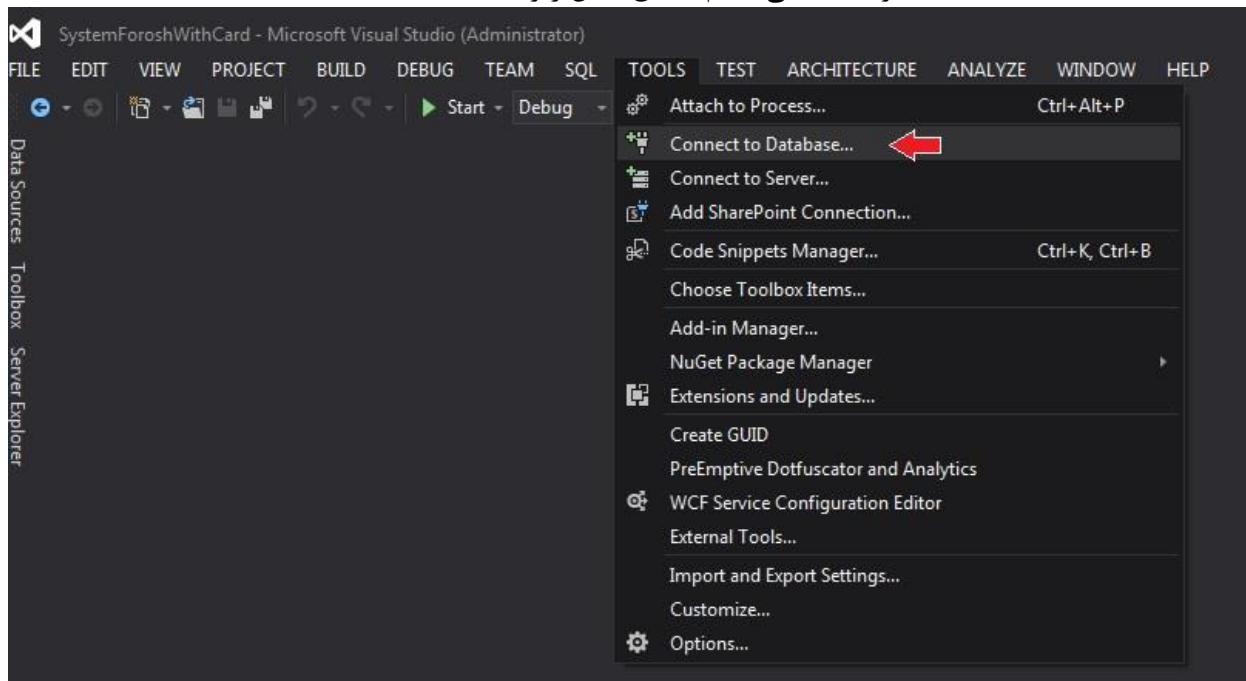 SystemForoshWithCard - Microsoft Visual Studio (Administrator)
FILE EDIT VIEW PROJECT BUILD DEBUG TEAM SQL TOOLS TEST ARCHITECTURE ANALYZE WINDOW HELP
Start Debug
Attach to Process... Ctrl+Alt+P
Connect to Database...
Connect to Server...
Add SharePoint Connection...
Code Snippets Manager... Ctrl+K, Ctrl+B
Choose Toolbox Items...
Add-in Manager...
NuGet Package Manager
Extensions and Updates...
Create GUID
PreEmptive Dotfuscator and Analytics
WCF Service Configuration Editor
External Tools...
Import and Export Settings...
Customize...
Options...
Data Sources
Toolbox
Server Explorer